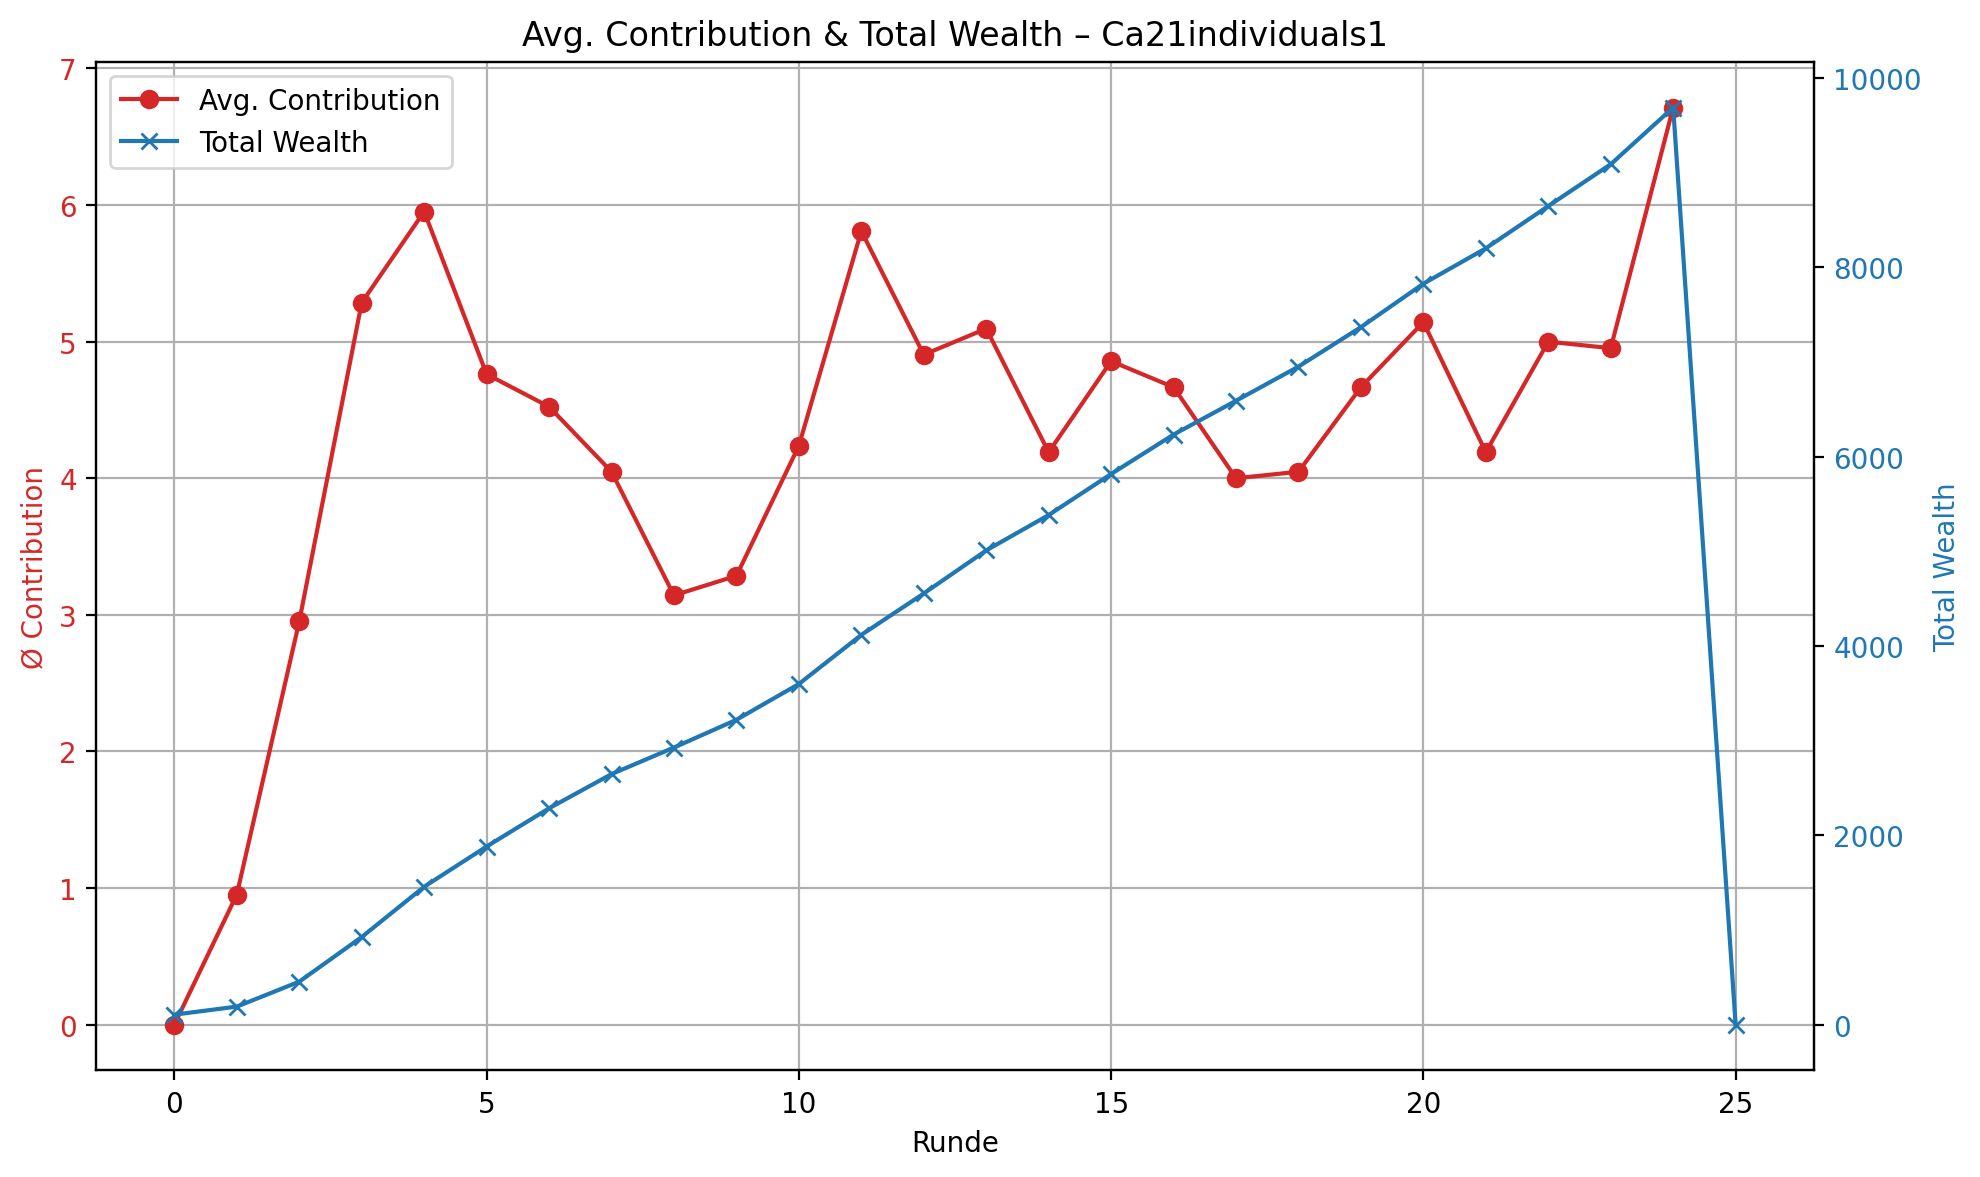 Avg. Contribution & Total Wealth – Ca21individuals1
Avg. Contribution
Total Wealth
7
6
5
4
3
2
1
0
Ø Contribution
10000
8000
6000
4000
2000
0
Total Wealth
0 5 10 15 20 25
Runde